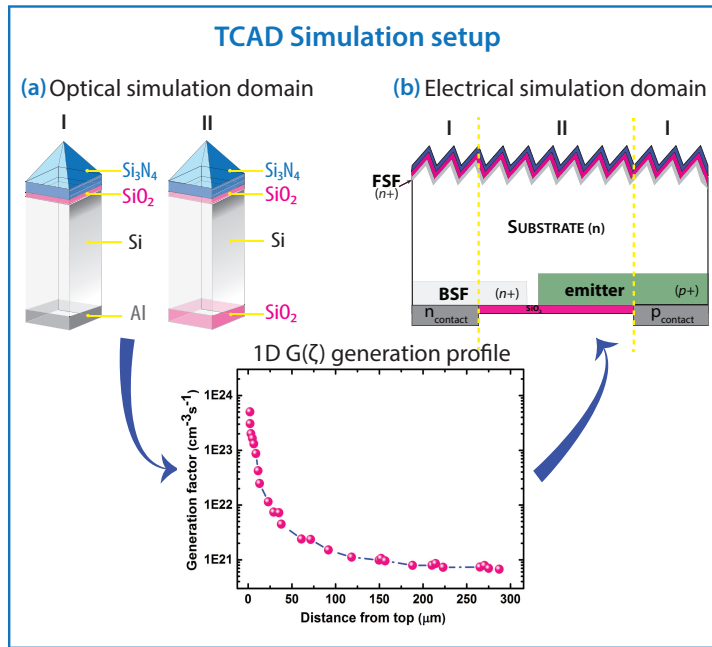 TCAD Simulation setup
(a) Optical simulation domain
I
II
Si₃N₄
SiO₂
Si
Al
Si₃N₄
SiO₂
Si
SiO₂
(b) Electrical simulation domain
I
II
I
FSF
(n+)
SUBSTRATE (n)
BSF
(n+)
emitter
(p+)
n contact
SiO₂
p contact
1D G(ζ) generation profile
Generation factor (cm⁻³s⁻¹)
1E24
1E23
1E22
1E21
0 50 100 150 200 250 300
Distance from top (μm)